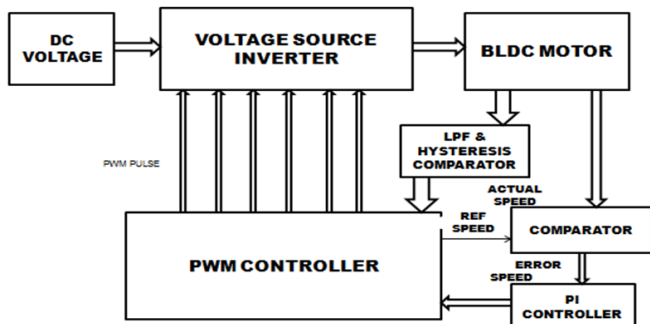 DC
VOLTAGE
VOLTAGE SOURCE
INVERTER
BLDC MOTOR
LPF &
HYSTERESIS
COMPARATOR
PWM PULSE
ACTUAL
SPEED
REF
SPEED
COMPARATOR
PWM CONTROLLER
ERROR
SPEED
PI
CONTROLLER